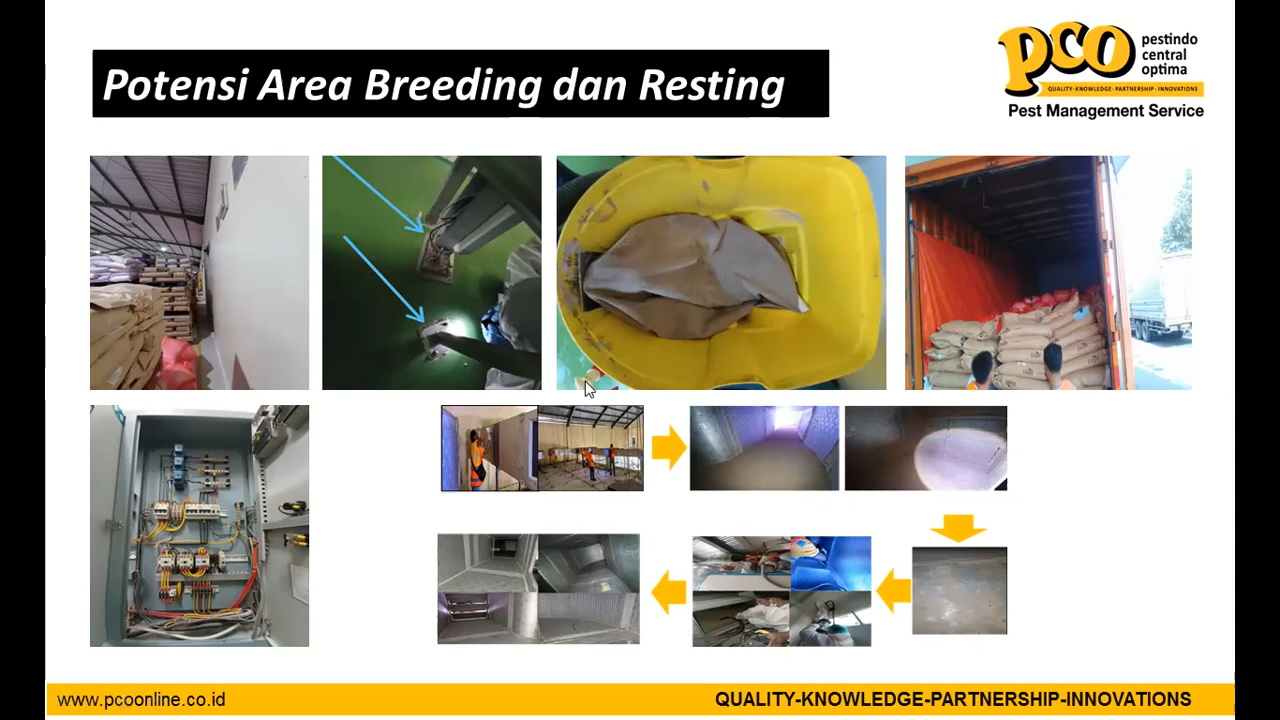 Potensi Area Breeding dan Resting
PCO
pestindo
central
optima
QUALITY-KNOWLEDGE-PARTNERSHIP-INNOVATIONS
Pest Management Service
www.pcoonline.co.id
QUALITY-KNOWLEDGE-PARTNERSHIP-INNOVATIONS